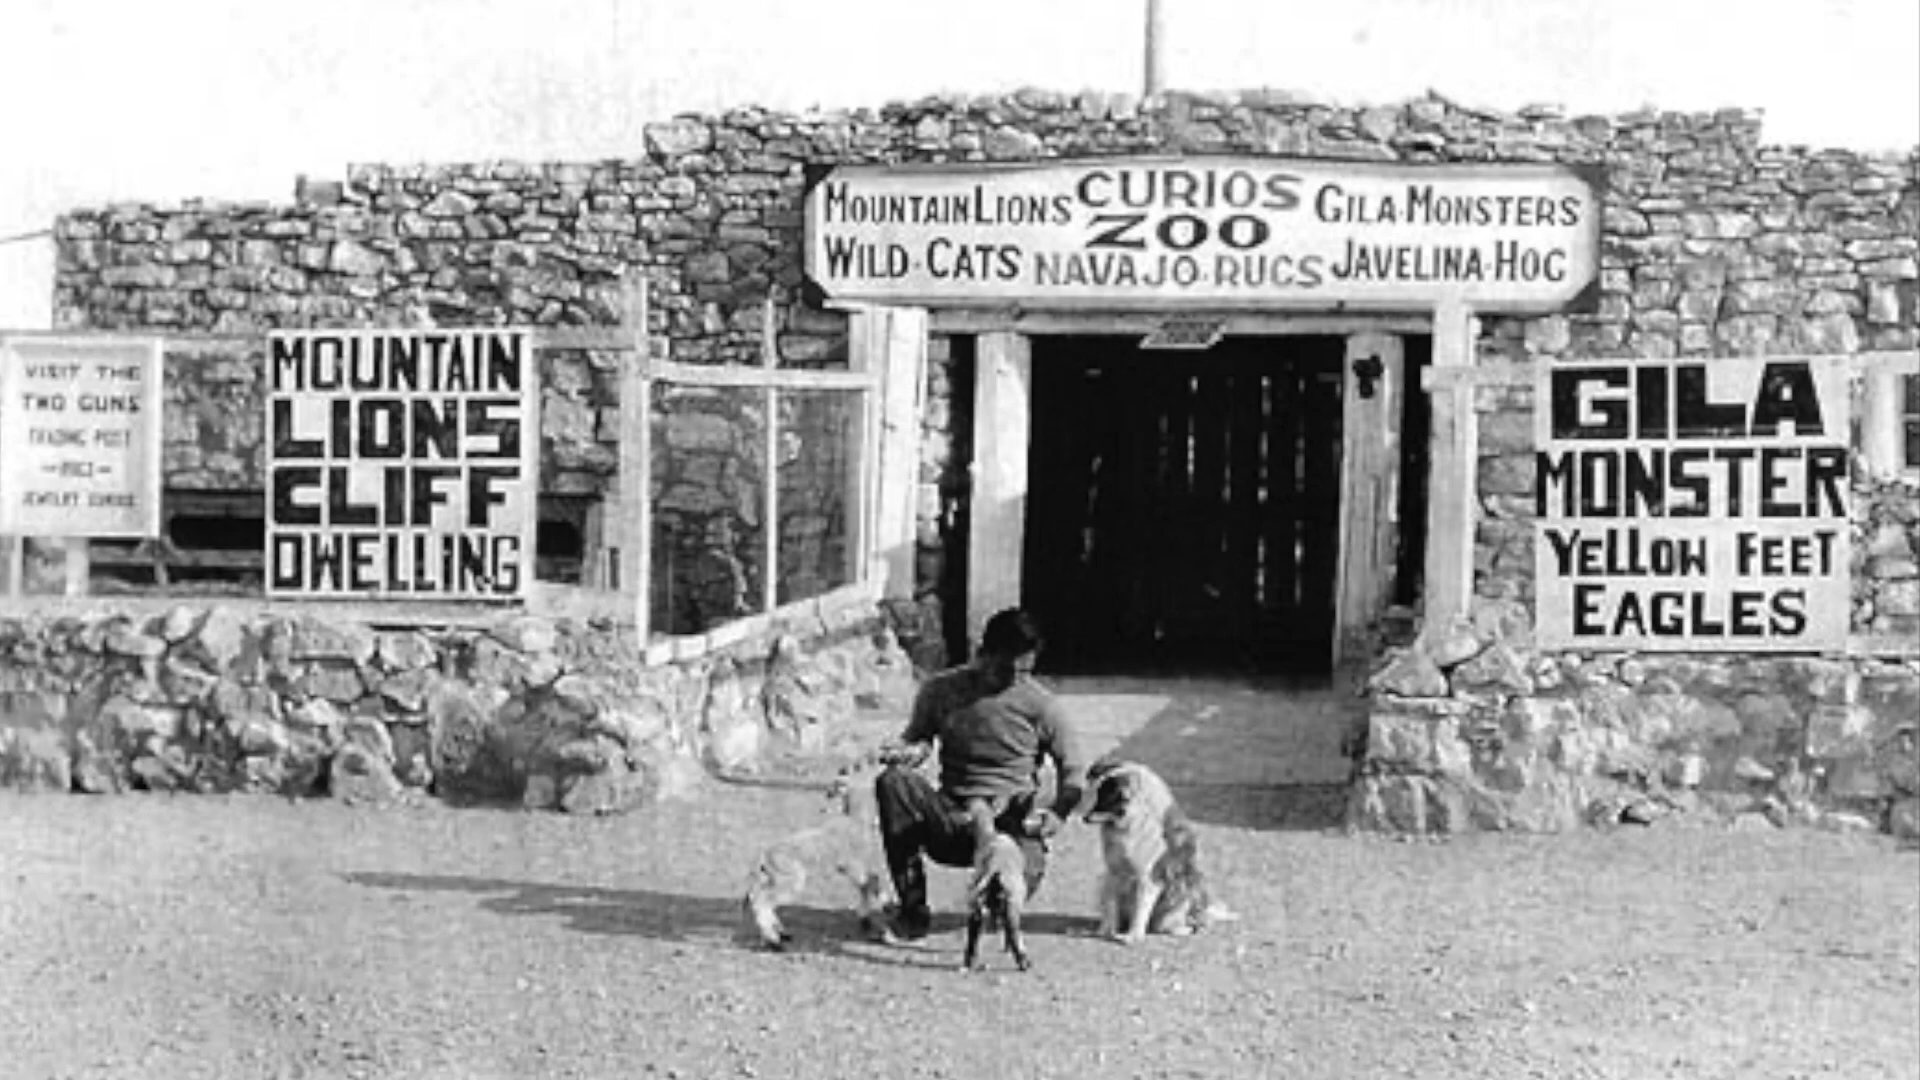 MOUNTAIN LIONS CURIOS GILA·MONSTERS
ZOO
WILD·CATS NAVAJO·RUGS JAVELINA·HOG
VISIT THE
TWO GUNS
TRADING POST
JEWELRY CURIOS
MOUNTAIN
LIONS
CLIFF
DWELLING
GILA
MONSTER
YELLOW FEET
EAGLES